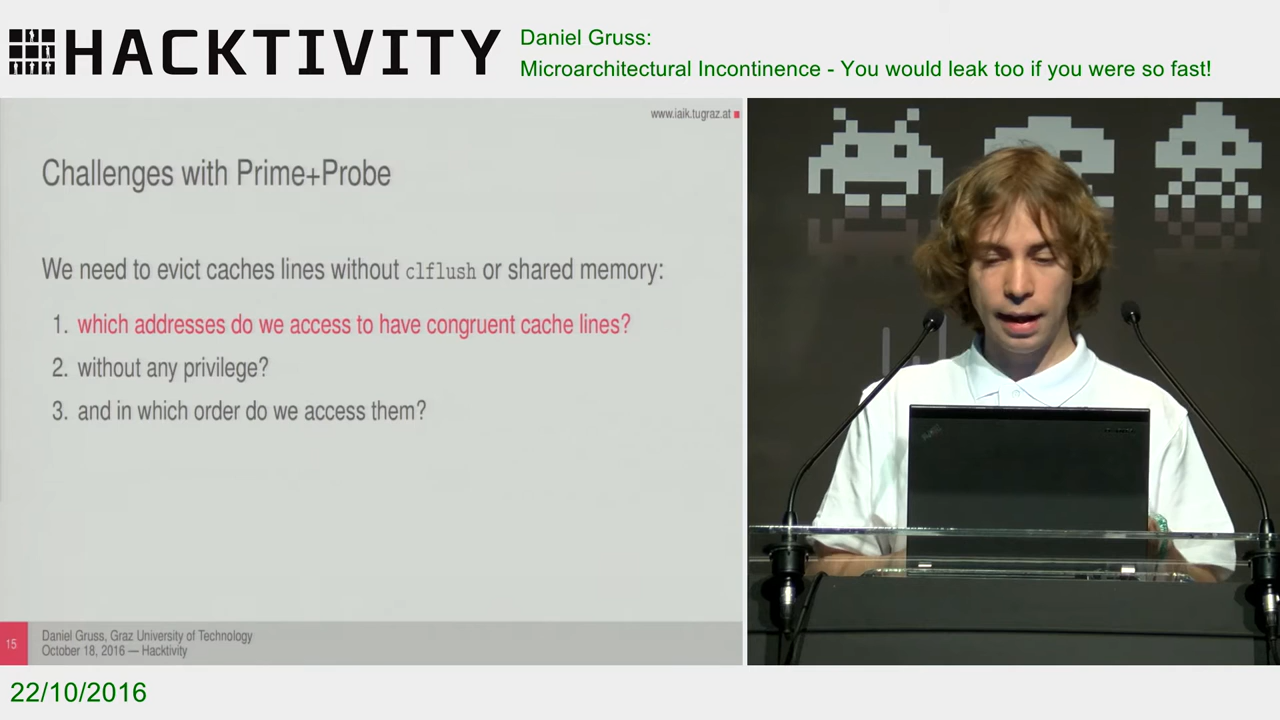 HACKTIVITY
Daniel Gruss:
Microarchitectural Incontinence - You would leak too if you were so fast!
www.iaik.tugraz.at
Challenges with Prime+Probe
We need to evict caches lines without clflush or shared memory:
1. which addresses do we access to have congruent cache lines?
2. without any privilege?
3. and in which order do we access them?
15
Daniel Gruss, Graz University of Technology
October 18, 2016 — Hacktivity
22/10/2016